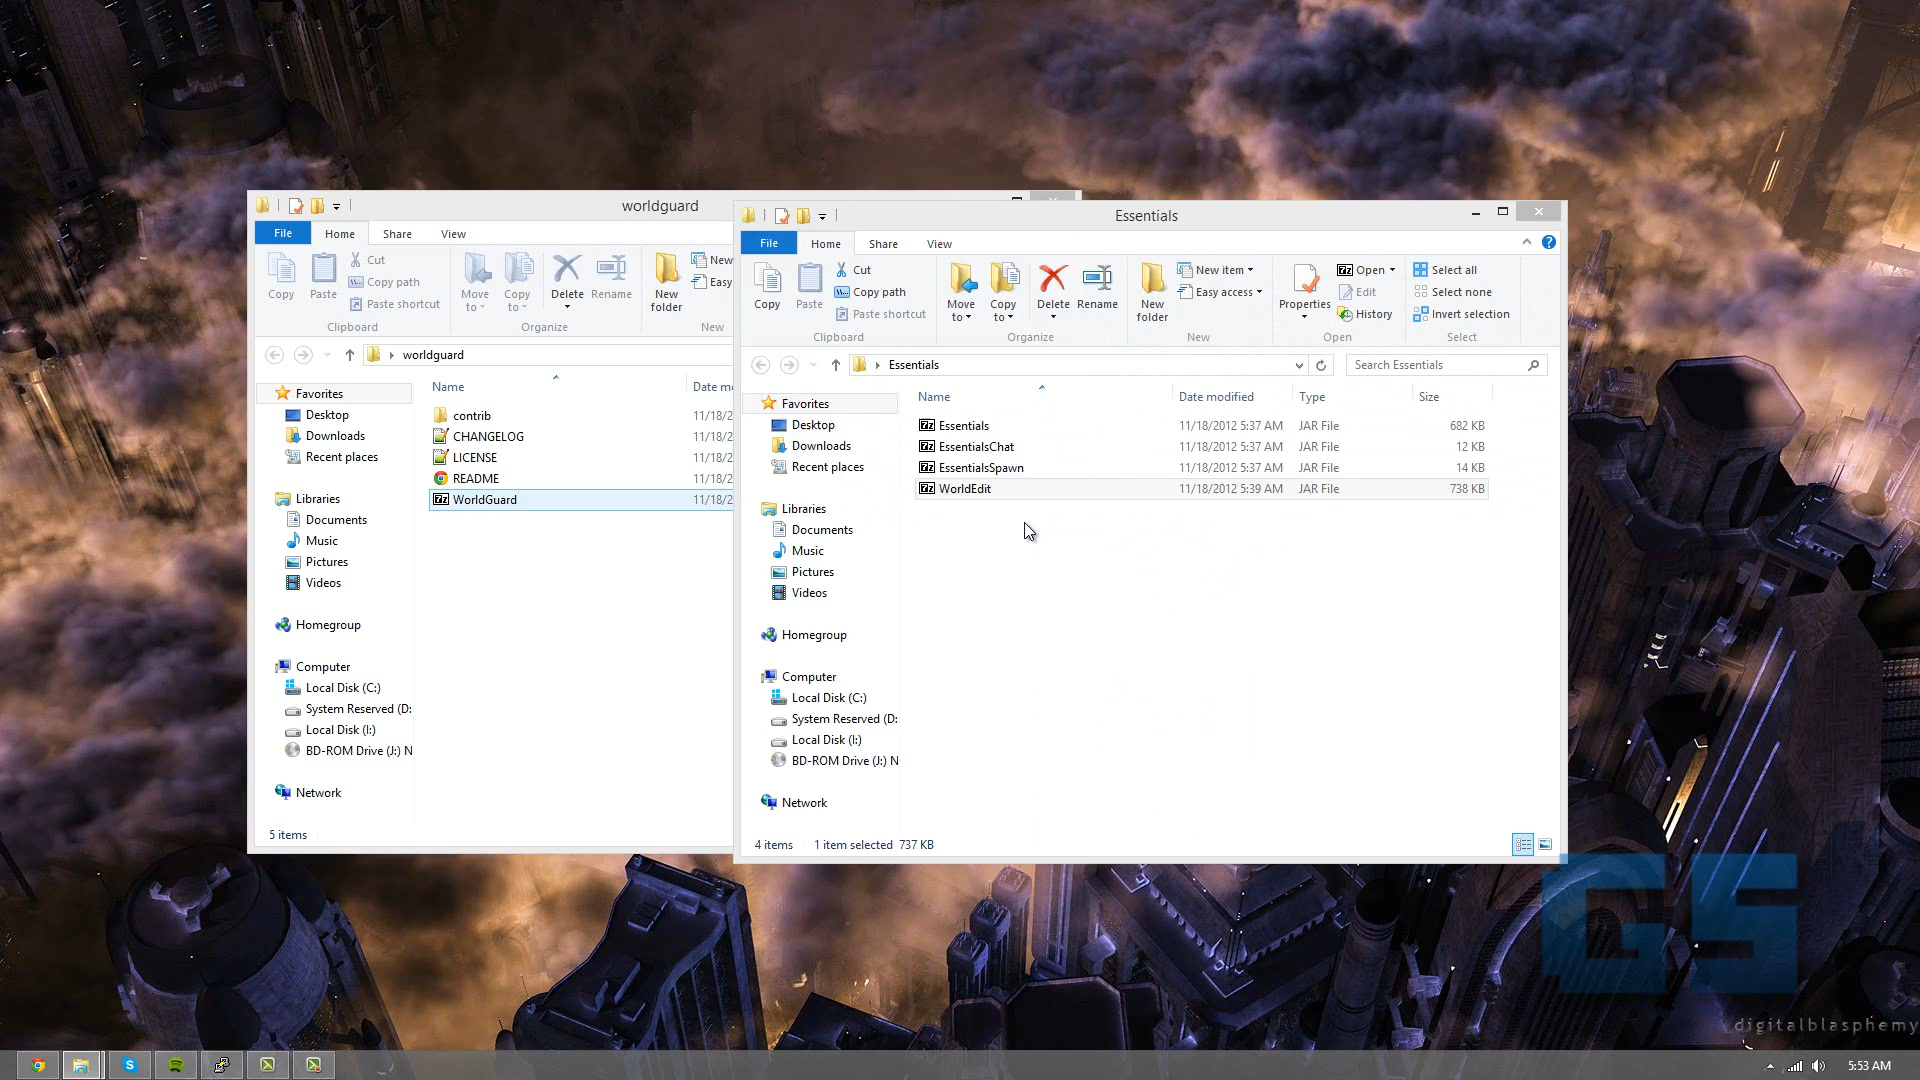 worldguard
File Home Share View
Copy
Paste
Cut
Copy path
Paste shortcut
Clipboard
Move to
Copy to
Delete
Rename
Organize
New folder
New
Easy
New
worldguard
Name Date mo
Favorites
Desktop
Downloads
Recent places
Libraries
Documents
Music
Pictures
Videos
Homegroup
Computer
Local Disk (C:)
System Reserved (D:
Local Disk (I:)
BD-ROM Drive (J:) N
Network
contrib 11/18/2
CHANGELOG 11/18/2
LICENSE 11/18/2
README 11/18/2
WorldGuard 11/18/2
5 items
Essentials
File Home Share View
Copy
Paste
Cut
Copy path
Paste shortcut
Clipboard
Move to
Copy to
Delete
Rename
Organize
New folder
New item
Easy access
New
Properties
Open
Edit
History
Open
Select all
Select none
Invert selection
Select
Essentials
Search Essentials
Name Date modified Type Size
Favorites
Desktop
Downloads
Recent places
Libraries
Documents
Music
Pictures
Videos
Homegroup
Computer
Local Disk (C:)
System Reserved (D:
Local Disk (I:)
BD-ROM Drive (J:) N
Network
Essentials 11/18/2012 5:37 AM JAR File 682 KB
EssentialsChat 11/18/2012 5:37 AM JAR File 12 KB
EssentialsSpawn 11/18/2012 5:37 AM JAR File 14 KB
WorldEdit 11/18/2012 5:39 AM JAR File 738 KB
4 items 1 item selected 737 KB
GS
digitalblasphemy
5:53 AM